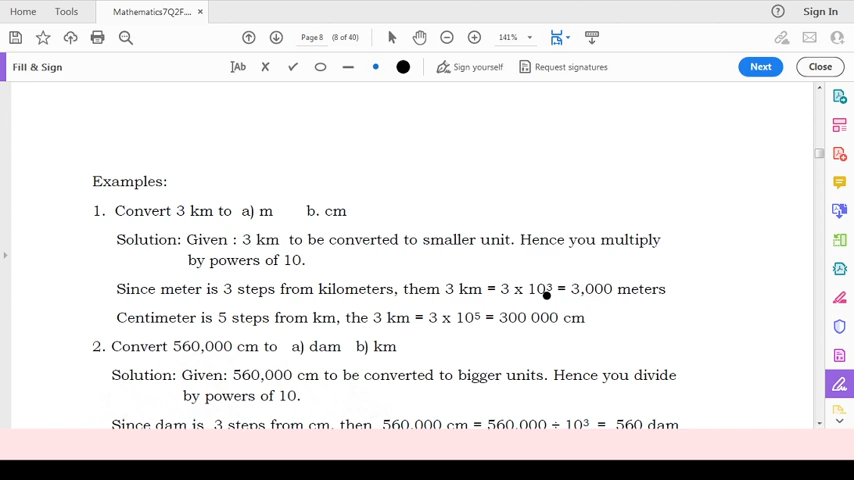 Home Tools Mathematics7Q2F.... × Sign In
Page 8 (8 of 40) 141%
Fill & Sign Ab Sign yourself Request signatures Next Close
Examples:
1. Convert 3 km to a) m b. cm
Solution: Given : 3 km to be converted to smaller unit. Hence you multiply
by powers of 10.
Since meter is 3 steps from kilometers, them 3 km = 3 x 10³ = 3,000 meters
Centimeter is 5 steps from km, the 3 km = 3 x 10⁵ = 300 000 cm
2. Convert 560,000 cm to a) dam b) km
Solution: Given: 560,000 cm to be converted to bigger units. Hence you divide
by powers of 10.
Since dam is 3 steps from cm, then 560,000 cm = 560,000 ÷ 10³ = 560 dam